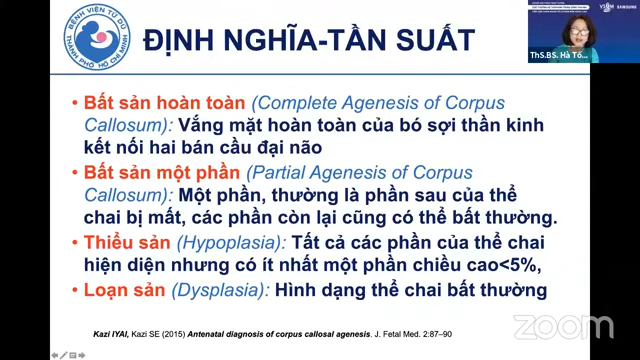 BỆNH VIỆN TỪ DŨ
THÀNH PHỐ HỒ CHÍ MINH
ĐỊNH NGHĨA-TẦN SUẤT
VSUM SAMSUNG
ThS.BS. Hà Tố...
• Bất sản hoàn toàn (Complete Agenesis of Corpus
Callosum): Vắng mặt hoàn toàn của bó sợi thần kinh
kết nối hai bán cầu đại não
• Bất sản một phần (Partial Agenesis of Corpus
Callosum): Một phần, thường là phần sau của thể
chai bị mất, các phần còn lại cũng có thể bất thường.
• Thiểu sản (Hypoplasia): Tất cả các phần của thể chai
hiện diện nhưng có ít nhất một phần chiều cao<5%,
• Loạn sản (Dysplasia): Hình dạng thể chai bất thường
Kazi IYAI, Kazi SE (2015) Antenatal diagnosis of corpus callosal agenesis. J. Fetal Med. 2:87–90
zoom